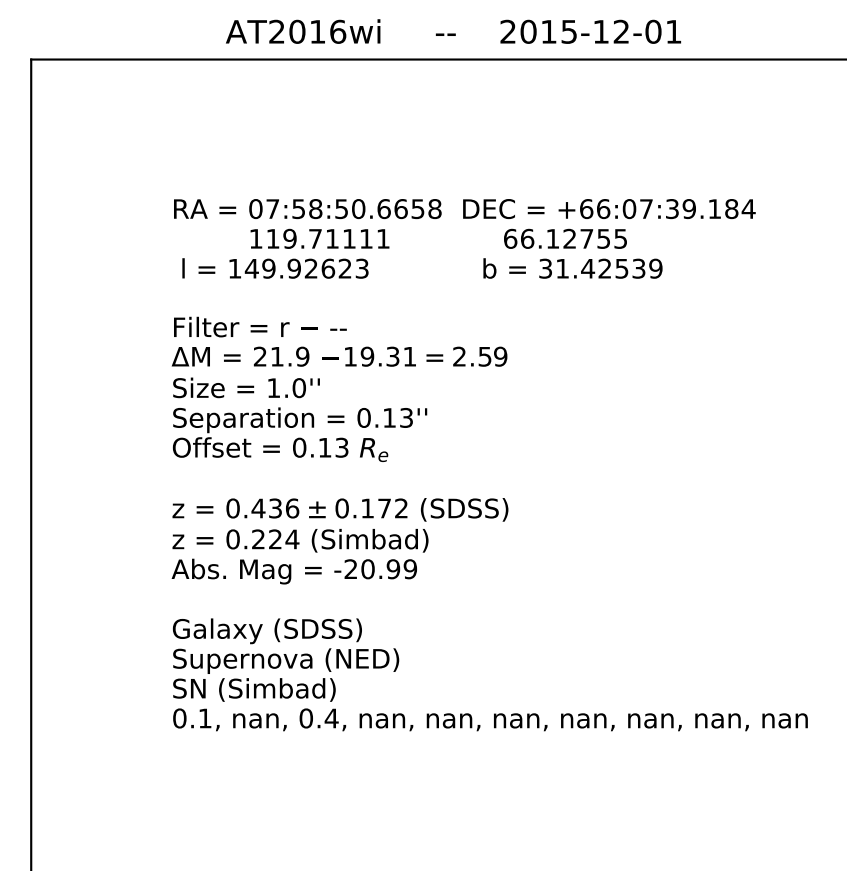 AT2016wi -- 2015-12-01
RA = 07:58:50.6658 DEC = +66:07:39.184
119.71111 66.12755
l = 149.92623 b = 31.42539
Filter = r − --
ΔM = 21.9 −19.31 = 2.59
Size = 1.0''
Separation = 0.13''
Offset = 0.13 Rₑ
z = 0.436 ± 0.172 (SDSS)
z = 0.224 (Simbad)
Abs. Mag = -20.99
Galaxy (SDSS)
Supernova (NED)
SN (Simbad)
0.1, nan, 0.4, nan, nan, nan, nan, nan, nan, nan